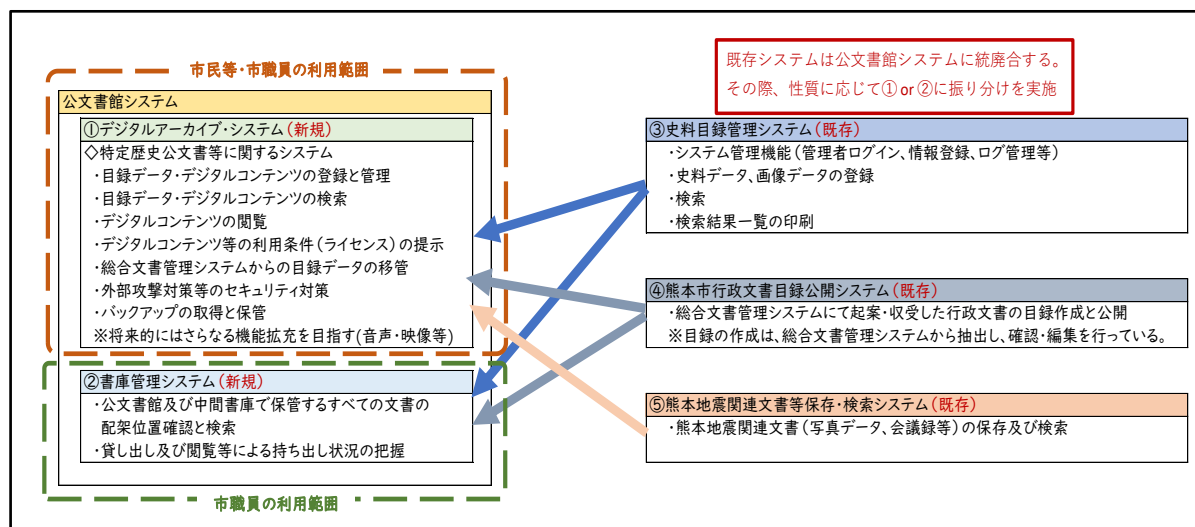 既存システムは公文書館システムに統廃合する。
その際、性質に応じて① or ②に振り分けを実施
市民等・市職員の利用範囲
公文書館システム
①デジタルアーカイブ・システム(新規)
◇特定歴史公文書等に関するシステム
・目録データ・デジタルコンテンツの登録と管理
・目録データ・デジタルコンテンツの検索
・デジタルコンテンツの閲覧
・デジタルコンテンツ等の利用条件(ライセンス)の提示
・総合文書管理システムからの目録データの移管
・外部攻撃対策等のセキュリティ対策
・バックアップの取得と保管
※将来的にはさらなる機能拡充を目指す(音声・映像等)
②書庫管理システム(新規)
・公文書館及び中間書庫で保管するすべての文書の
配架位置確認と検索
・貸し出し及び閲覧等による持ち出し状況の把握
市職員の利用範囲
③史料目録管理システム(既存)
・システム管理機能(管理者ログイン、情報登録、ログ管理等)
・史料データ、画像データの登録
・検索
・検索結果一覧の印刷
④熊本市行政文書目録公開システム(既存)
・総合文書管理システムにて起案・収受した行政文書の目録作成と公開
※目録の作成は、総合文書管理システムから抽出し、確認・編集を行っている。
⑤熊本地震関連文書等保存・検索システム(既存)
・熊本地震関連文書(写真データ、会議録等)の保存及び検索